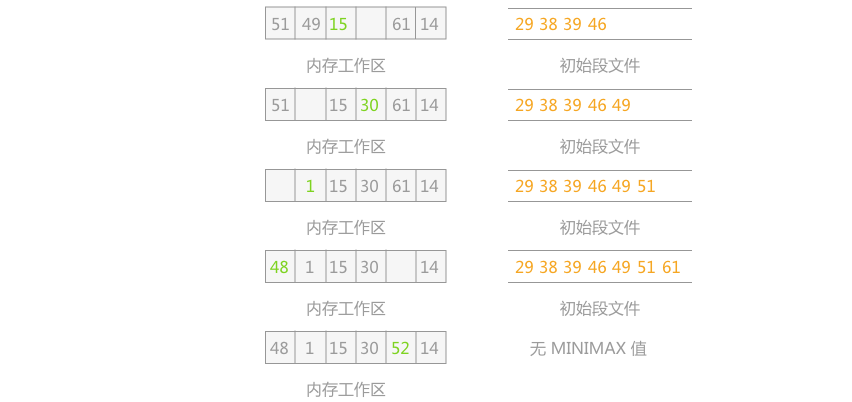 51 49 15 61 14 29 38 39 46
内存工作区 初始段文件
51 15 30 61 14 29 38 39 46 49
内存工作区 初始段文件
1 15 30 61 14 29 38 39 46 49 51
内存工作区 初始段文件
48 1 15 30 14 29 38 39 46 49 51 61
内存工作区 初始段文件
48 1 15 30 52 14 无 MINIMAX 值
内存工作区